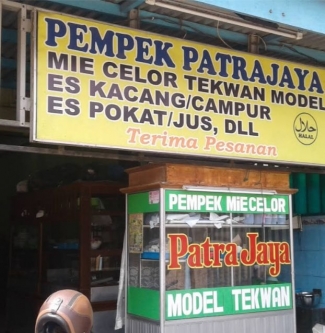 PEMPEK PATRAJAYA
MIE CELOR TEKWAN MODEL
ES KACANG/CAMPUR
ES POKAT/JUS, DLL
Terima Pesanan
حلال
HALAL
PEMPEK MiECELOR
Patra Jaya
MODEL TEKWAN